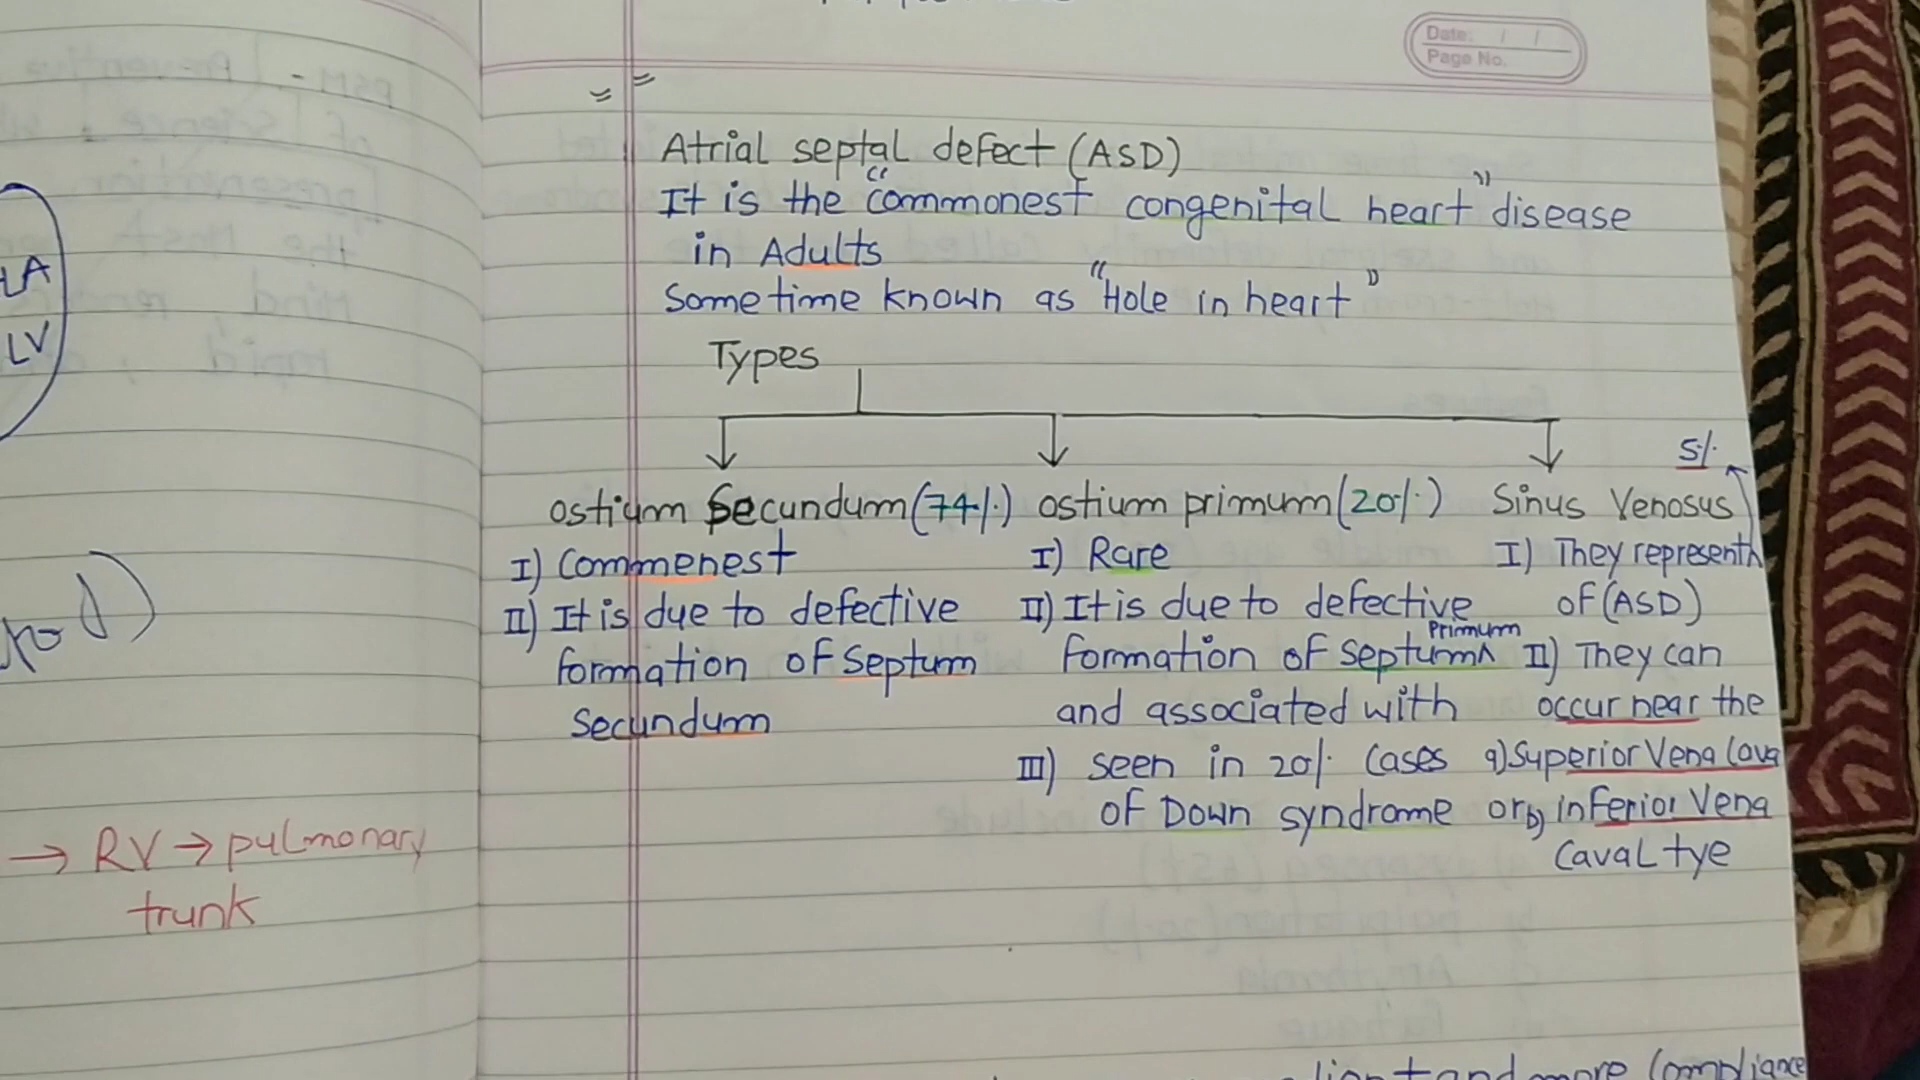 Date: / /
Page No.
Atrial septal defect (ASD)
It is the "commonest congenital heart" disease
in Adults
Sometime known as "Hole in heart"
Types
ostium Secundum (74%)
I) Commenest
II) It is due to defective
formation of Septum
Secundum
ostium primum (20%)
I) Rare
II) It is due to defective
formation of septum Primum
and associated with
III) seen in 20% Cases
of Down syndrome
Sinus Venosus 5%
I) They represent
of (ASD)
II) They can
occur near the
a) Superior Vena Cava
or b) inferior Vena
Caval tye
LA
LV
→ RV → pulmonary
trunk
and more Compliance